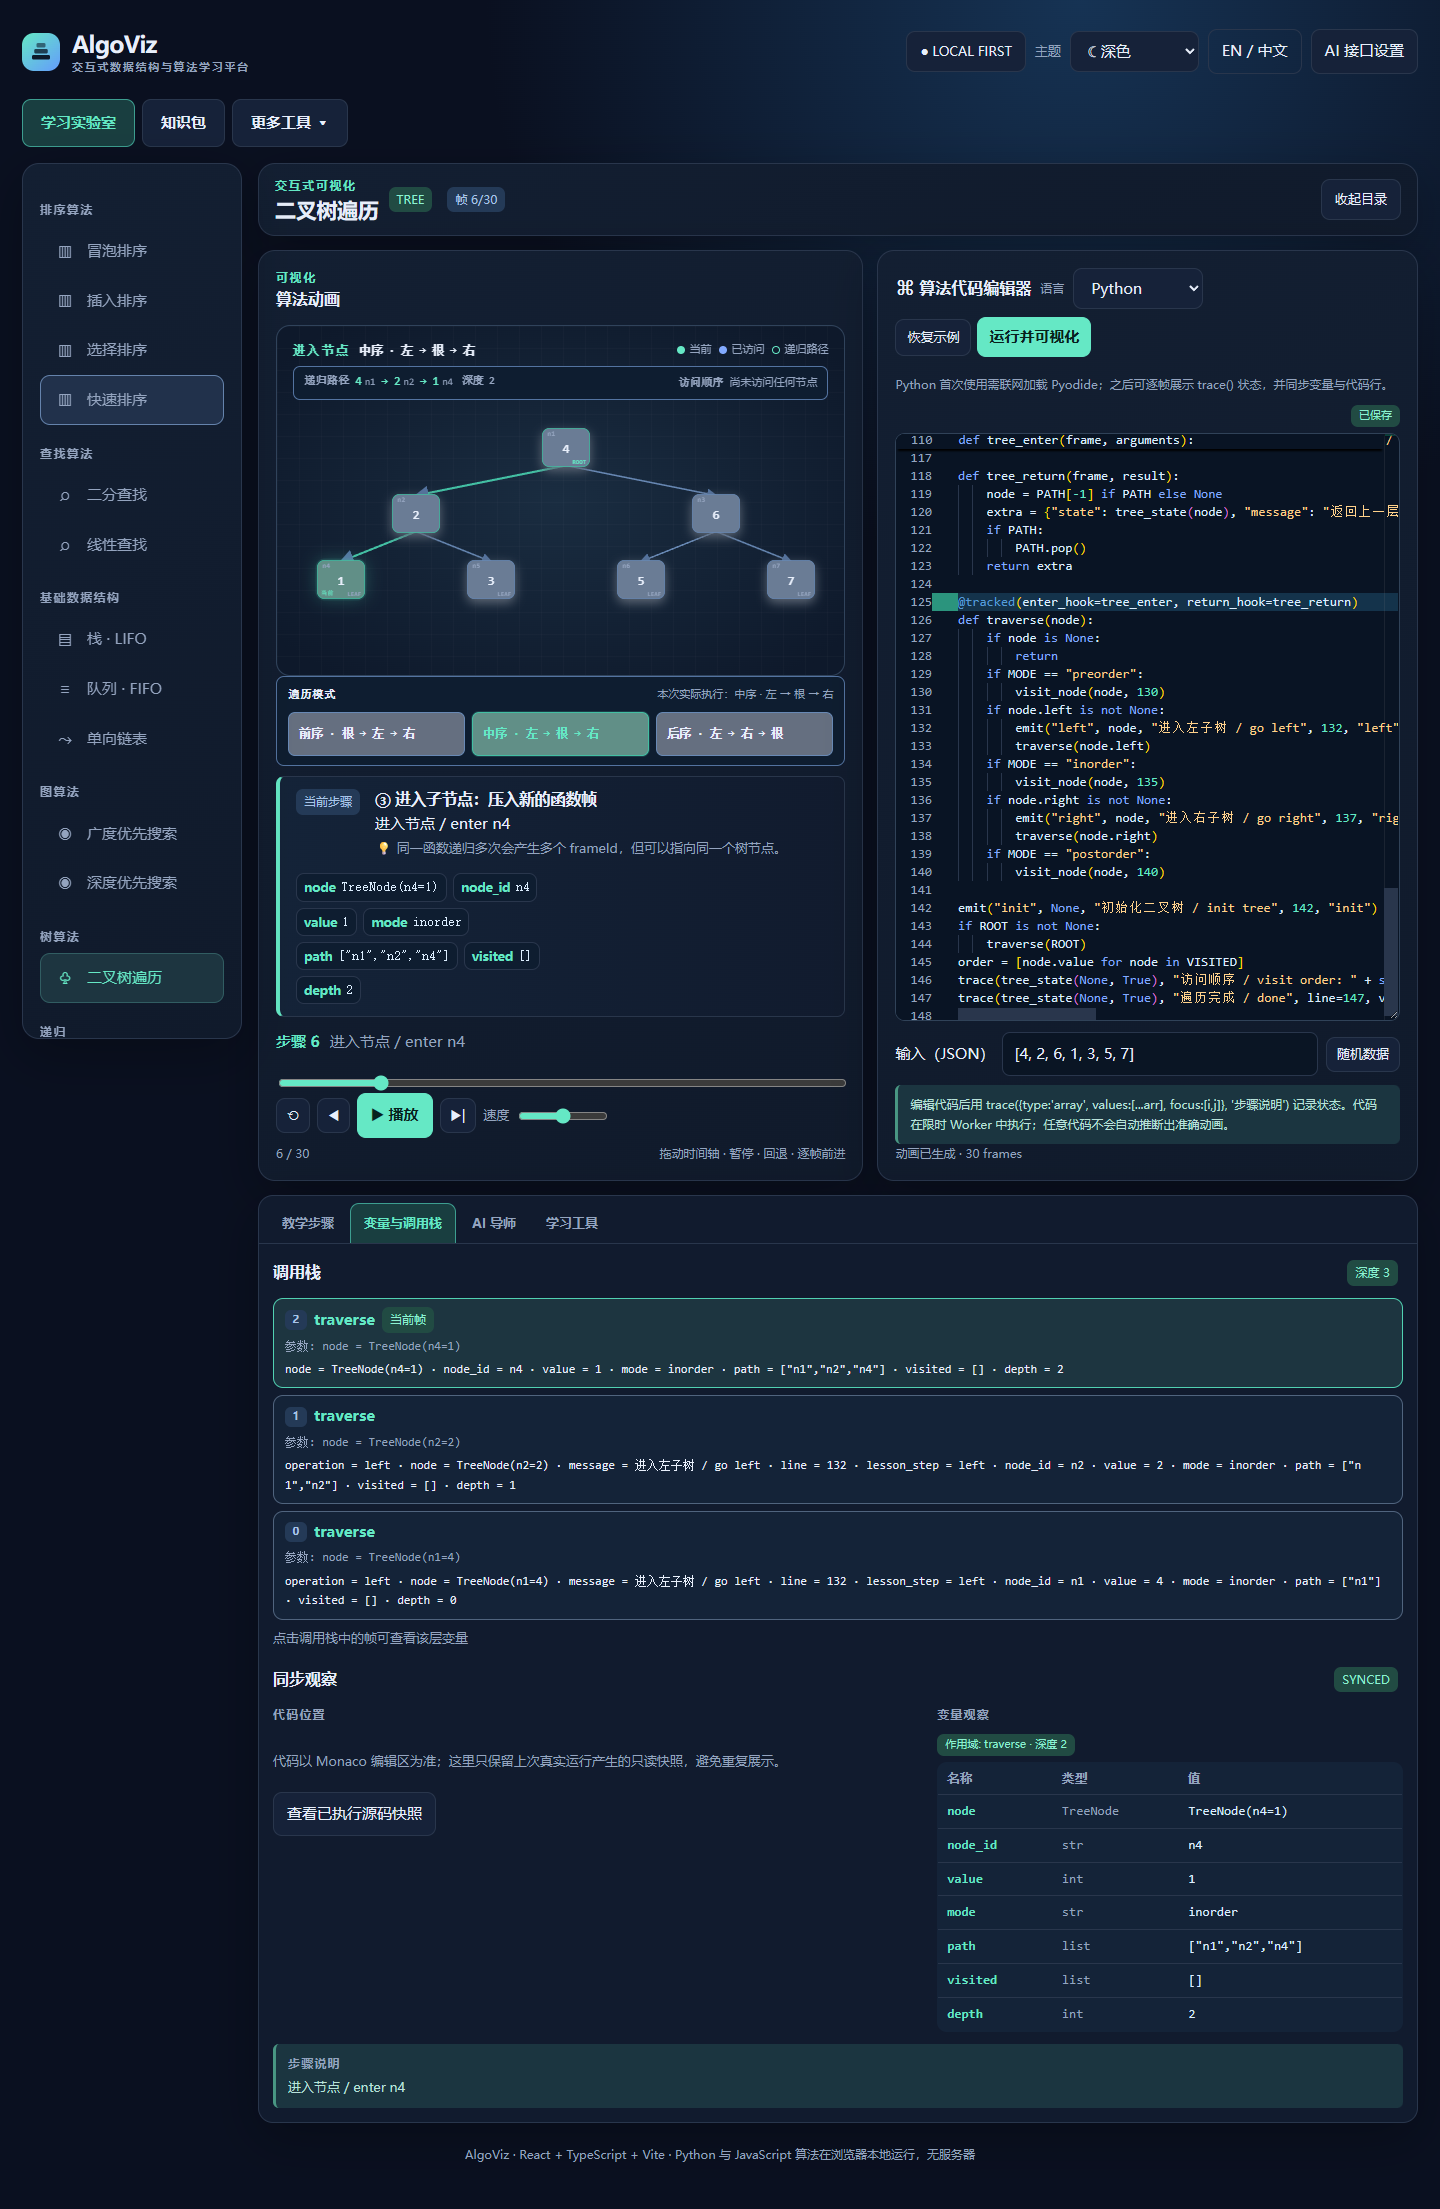 AlgoViz
交互式数据结构与算法学习平台
● LOCAL FIRST
主题
☾ 深色
EN / 中文
AI 接口设置
学习实验室
知识包
更多工具 ▾
排序算法
冒泡排序
插入排序
选择排序
快速排序
查找算法
二分查找
线性查找
基础数据结构
栈 · LIFO
队列 · FIFO
单向链表
图算法
广度优先搜索
深度优先搜索
树算法
二叉树遍历
递归
交互式可视化
二叉树遍历
TREE
帧 6/30
收起目录
可视化
算法动画
进入节点 中序 · 左 → 根 → 右
当前 已访问 递归路径
递归路径 4 n1 → 2 n2 → 1 n4 深度 2
访问顺序 尚未访问任何节点
n1 4 ROOT
n2 2
n3 6
n4 1 当前 LEAF
n5 3 LEAF
n6 5 LEAF
n7 7 LEAF
遍历模式
本次实际执行：中序 · 左 → 根 → 右
前序 · 根 → 左 → 右
中序 · 左 → 根 → 右
后序 · 左 → 右 → 根
当前步骤
③ 进入子节点：压入新的函数帧
进入节点 / enter n4
💡 同一函数递归多次会产生多个 frameId，但可以指向同一个树节点。
node TreeNode(n4=1)
node_id n4
value 1
mode inorder
path ["n1","n2","n4"]
visited []
depth 2
步骤 6 进入节点 / enter n4
▶ 播放
速度
6 / 30
拖动时间轴 · 暂停 · 回退 · 逐帧前进
⌘ 算法代码编辑器
语言
Python
恢复示例
运行并可视化
Python 首次使用需联网加载 Pyodide；之后可逐帧展示 trace() 状态，并同步变量与代码行。
已保存
110 def tree_enter(frame, arguments):
117
118 def tree_return(frame, result):
119 node = PATH[-1] if PATH else None
120 extra = {"state": tree_state(node), "message": "返回上一层
121 if PATH:
122 PATH.pop()
123 return extra
124
125 @tracked(enter_hook=tree_enter, return_hook=tree_return)
126 def traverse(node):
127 if node is None:
128 return
129 if MODE == "preorder":
130 visit_node(node, 130)
131 if node.left is not None:
132 emit("left", node, "进入左子树 / go left", 132, "left"
133 traverse(node.left)
134 if MODE == "inorder":
135 visit_node(node, 135)
136 if node.right is not None:
137 emit("right", node, "进入右子树 / go right", 137, "rig
138 traverse(node.right)
139 if MODE == "postorder":
140 visit_node(node, 140)
141
142 emit("init", None, "初始化二叉树 / init tree", 142, "init")
143 if ROOT is not None:
144 traverse(ROOT)
145 order = [node.value for node in VISITED]
146 trace(tree_state(None, True), "访问顺序 / visit order: " + s
147 trace(tree_state(None, True), "遍历完成 / done", line=147, v
148
输入（JSON）
[4, 2, 6, 1, 3, 5, 7]
随机数据
编辑代码后用 trace({type:'array', values:[...arr], focus:[i,j]}, '步骤说明') 记录状态。代码
在限时 Worker 中执行；任意代码不会自动推断出准确动画。
动画已生成 · 30 frames
教学步骤
变量与调用栈
AI 导师
学习工具
调用栈
深度 3
2 traverse 当前帧
参数: node = TreeNode(n4=1)
node = TreeNode(n4=1) · node_id = n4 · value = 1 · mode = inorder · path = ["n1","n2","n4"] · visited = [] · depth = 2
1 traverse
参数: node = TreeNode(n2=2)
operation = left · node = TreeNode(n2=2) · message = 进入左子树 / go left · line = 132 · lesson_step = left · node_id = n2 · value = 2 · mode = inorder · path = ["n
1","n2"] · visited = [] · depth = 1
0 traverse
参数: node = TreeNode(n1=4)
operation = left · node = TreeNode(n1=4) · message = 进入左子树 / go left · line = 132 · lesson_step = left · node_id = n1 · value = 4 · mode = inorder · path = ["n1"]
· visited = [] · depth = 0
点击调用栈中的帧可查看该层变量
同步观察
SYNCED
代码位置
代码以 Monaco 编辑区为准；这里只保留上次真实运行产生的只读快照，避免重复展示。
查看已执行源码快照
变量观察
作用域: traverse · 深度 2
名称 类型 值
node TreeNode TreeNode(n4=1)
node_id str n4
value int 1
mode str inorder
path list ["n1","n2","n4"]
visited list []
depth int 2
步骤说明
进入节点 / enter n4
AlgoViz · React + TypeScript + Vite · Python 与 JavaScript 算法在浏览器本地运行，无服务器